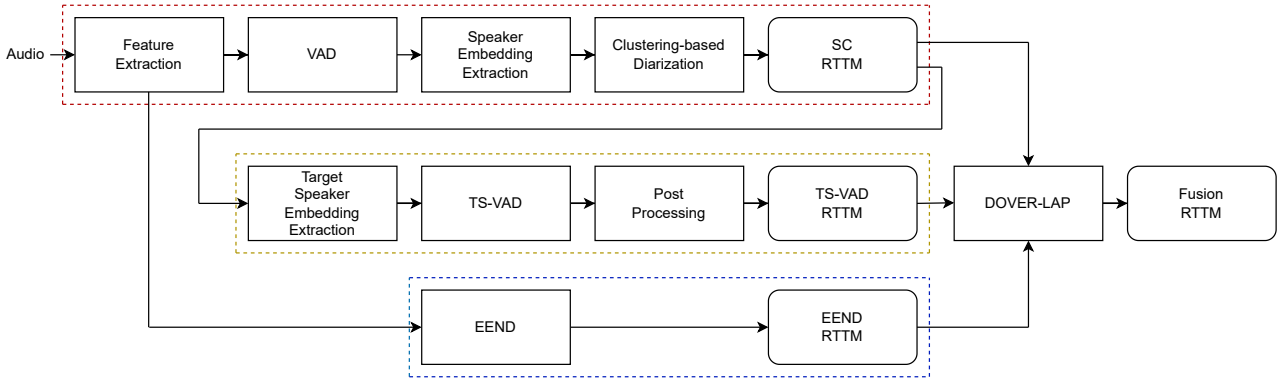 Audio
Feature
Extraction
VAD
Speaker
Embedding
Extraction
Clustering-based
Diarization
SC
RTTM
Target
Speaker
Embedding
Extraction
TS-VAD
Post
Processing
TS-VAD
RTTM
DOVER-LAP
Fusion
RTTM
EEND
EEND
RTTM